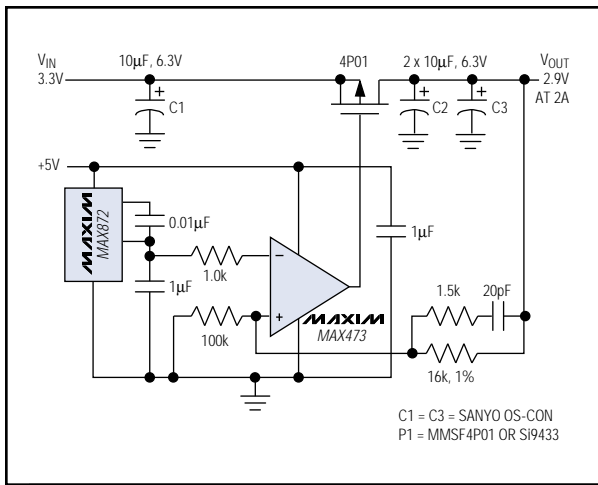 VIN 10μF, 6.3V 4P01 2 x 10μF, 6.3V VOUT
3.3V 2.9V
+ + + AT 2A
C1 C2 C3
+5V
MAXIM
MAX872
0.01μF
1μF
1.0k
−
1μF
1.5k 20pF
+
MAXIM
MAX473
100k
16k, 1%
C1 = C3 = SANYO OS-CON
P1 = MMSF4P01 OR Si9433